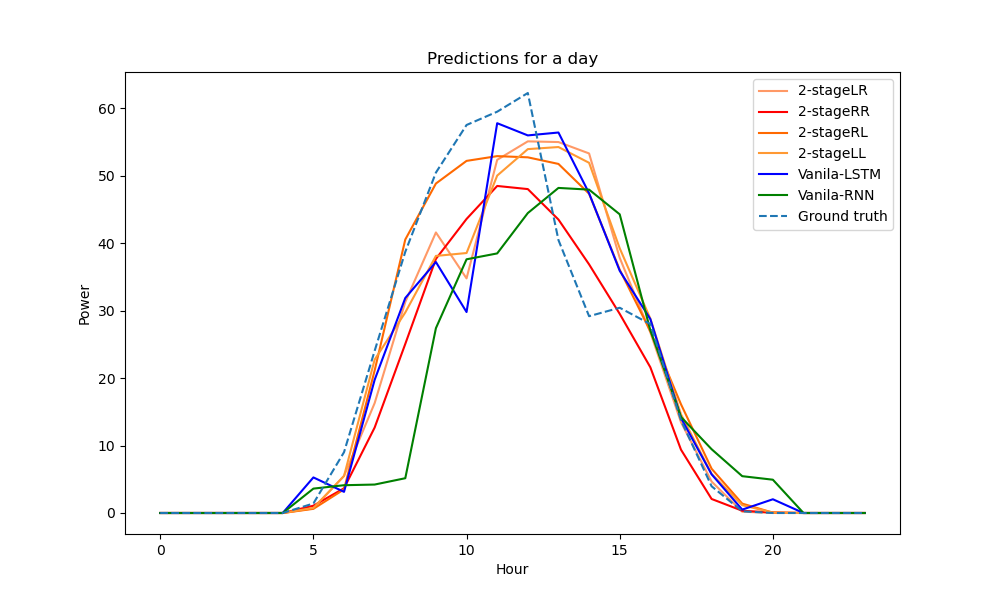 Predictions for a day
2-stageLR
2-stageRR
2-stageRL
2-stageLL
Vanila-LSTM
Vanila-RNN
Ground truth
Power
60
50
40
30
20
10
0
0 5 10 15 20
Hour